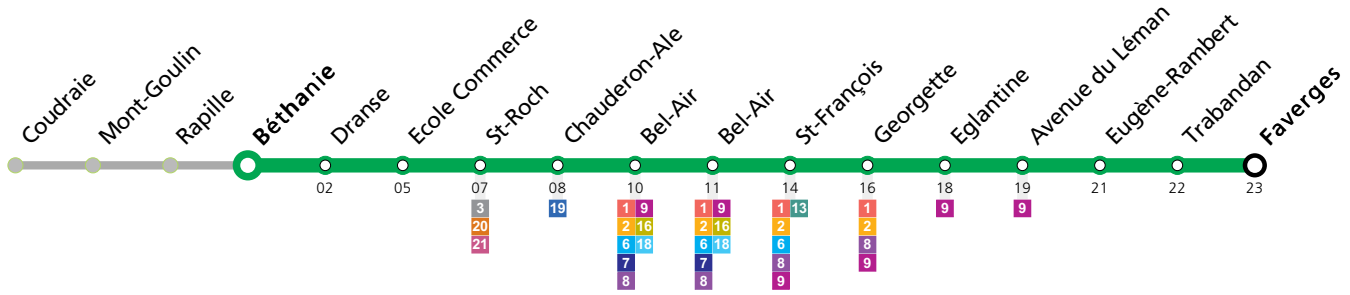 Coudraie
Mont-Goulin
Rapille
Béthanie
Dranse
Ecole Commerce
St-Roch
Chauderon-Ale
Bel-Air
Bel-Air
St-François
Georgette
Eglantine
Avenue du Léman
Eugène-Rambert
Trabandan
Faverges
02 05 07 08 10 11 14 16 18 19 21 22 23
3 19 1 9 1 9 1 13 1 9 9
20 2 16 2 16 2 2
21 6 18 6 18 6 8
7 7 8 9
8 8 9